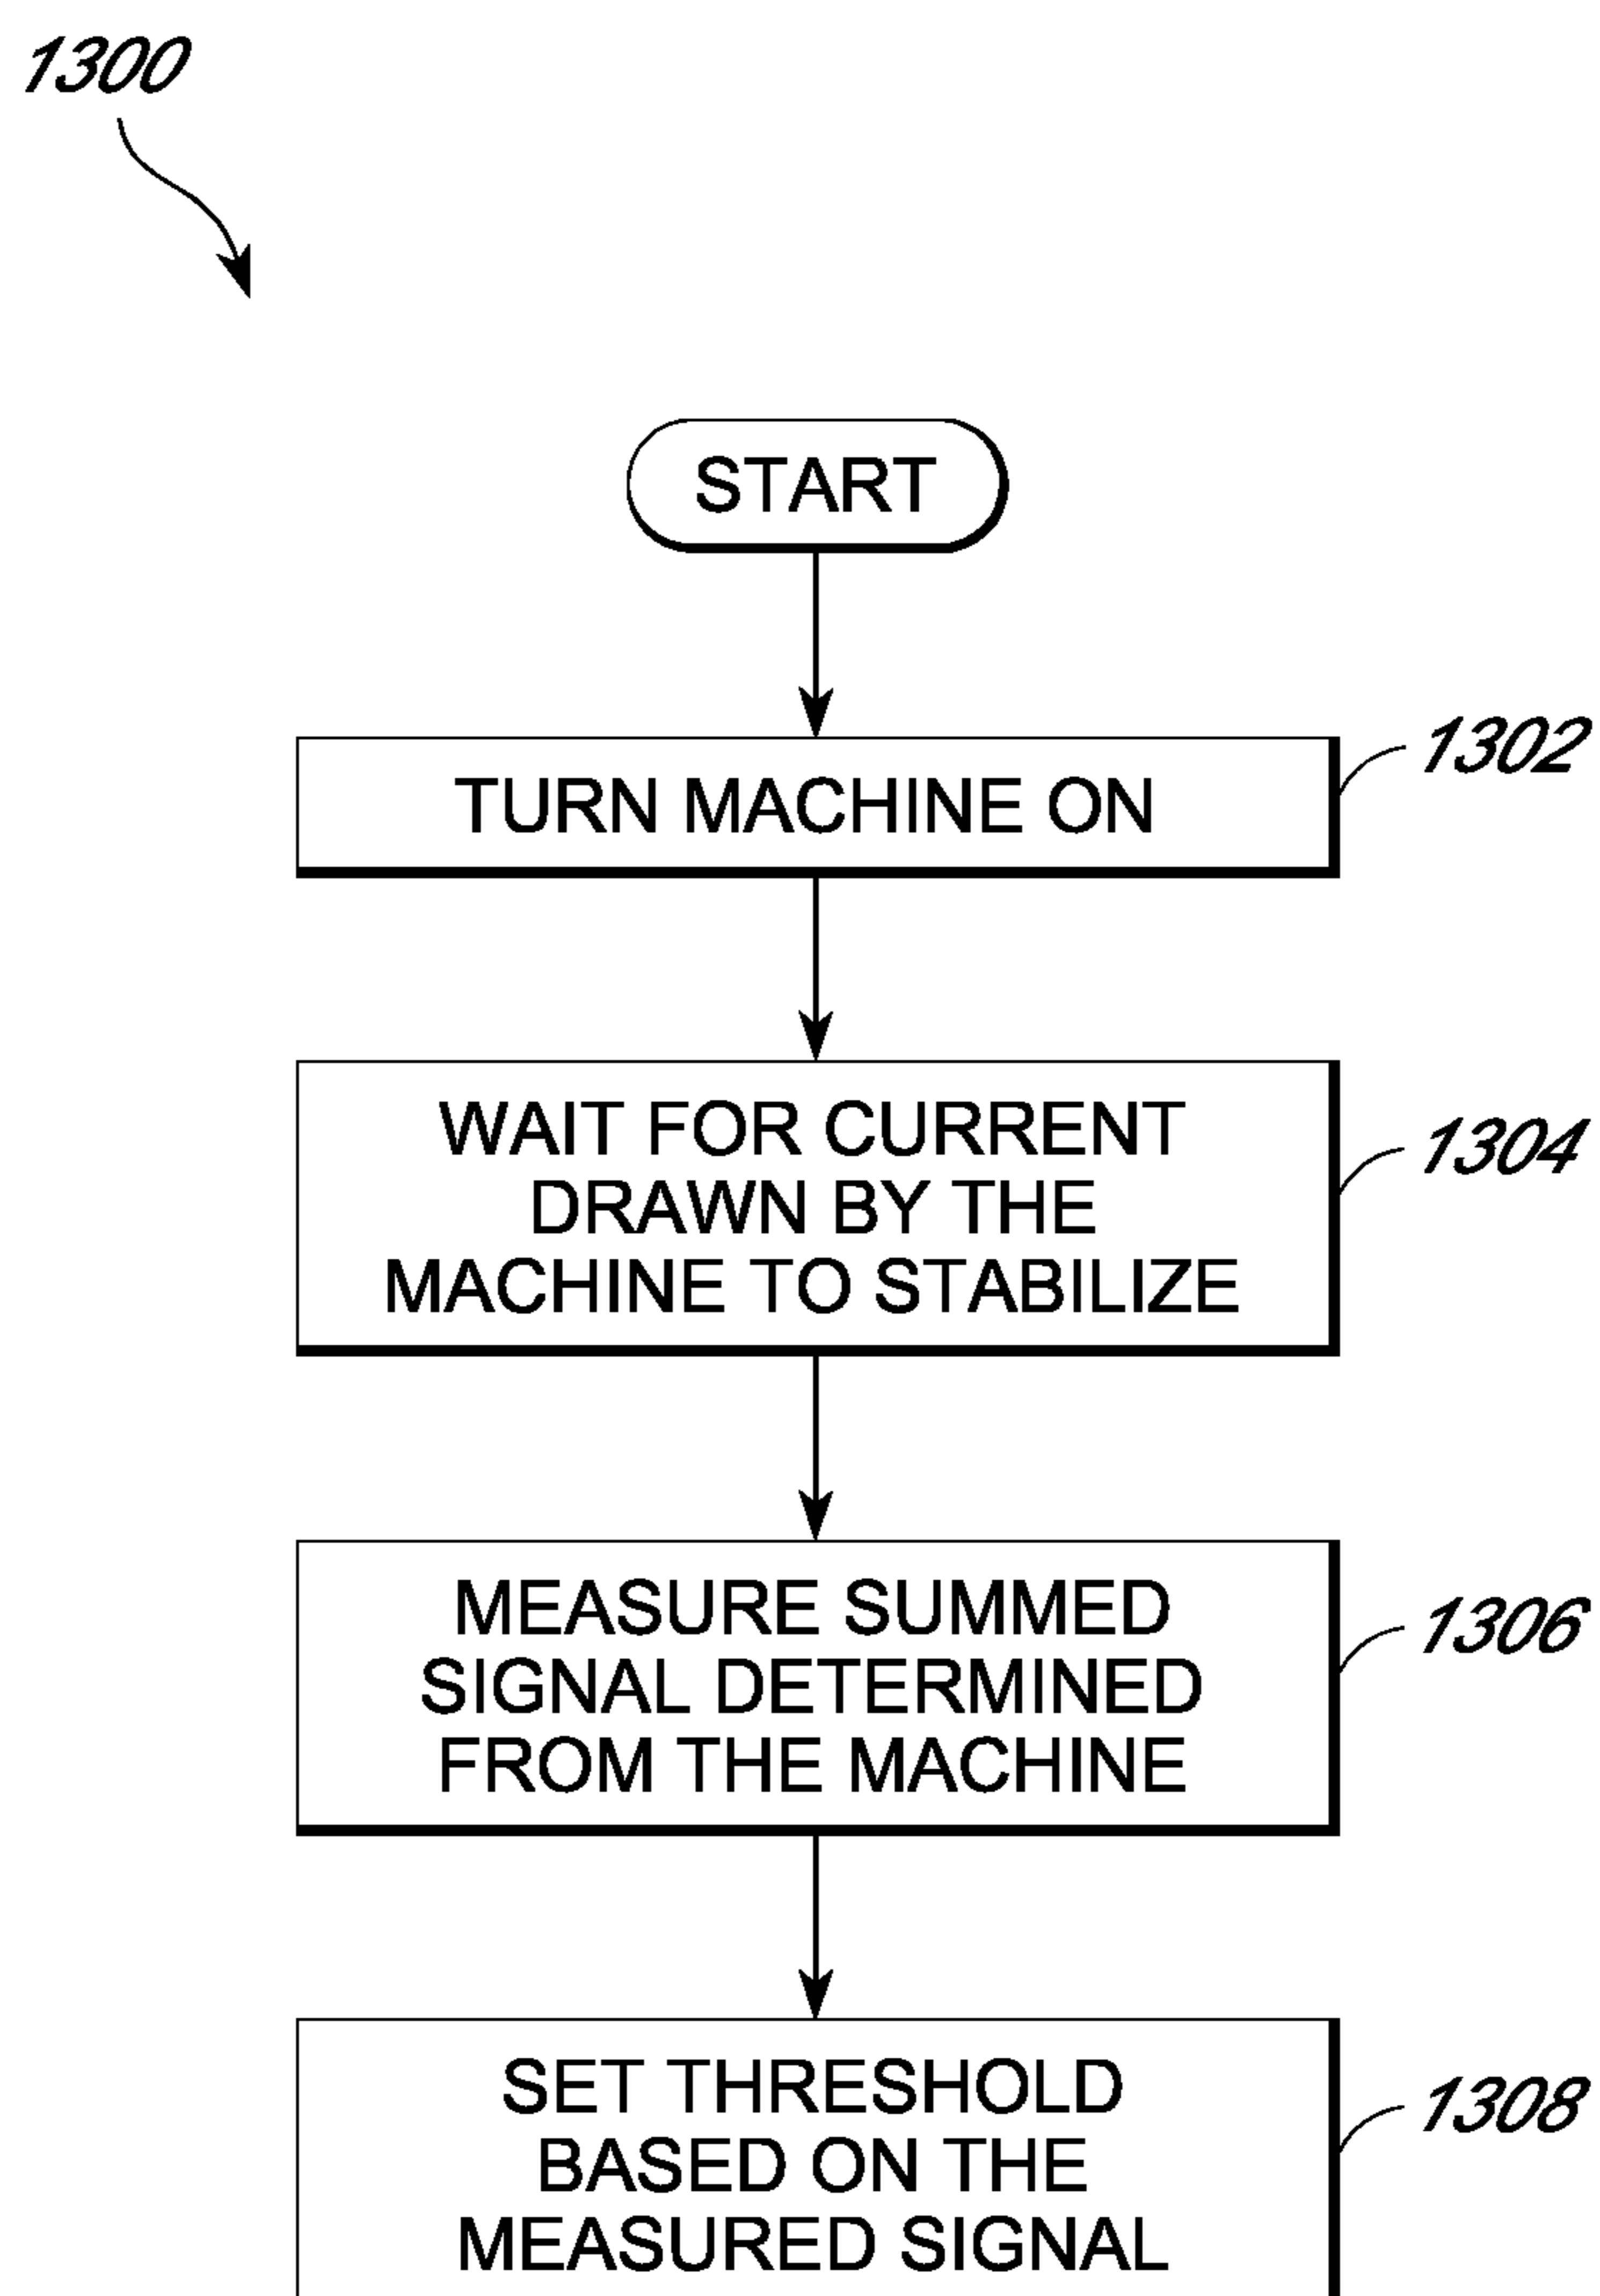 1300
START
TURN MACHINE ON
1302
WAIT FOR CURRENT
DRAWN BY THE
MACHINE TO STABILIZE
1304
MEASURE SUMMED
SIGNAL DETERMINED
FROM THE MACHINE
1306
SET THRESHOLD
BASED ON THE
MEASURED SIGNAL
1308